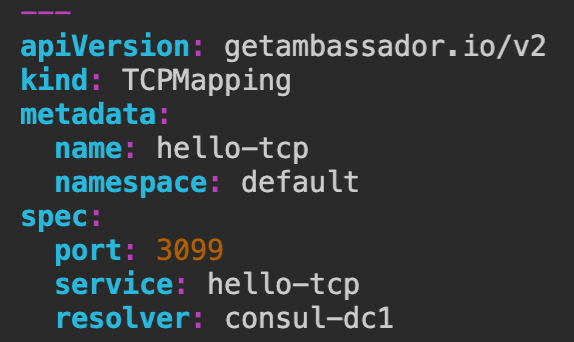 ---
apiVersion: getambassador.io/v2
kind: TCPMapping
metadata:
  name: hello-tcp
  namespace: default
spec:
  port: 3099
  service: hello-tcp
  resolver: consul-dc1